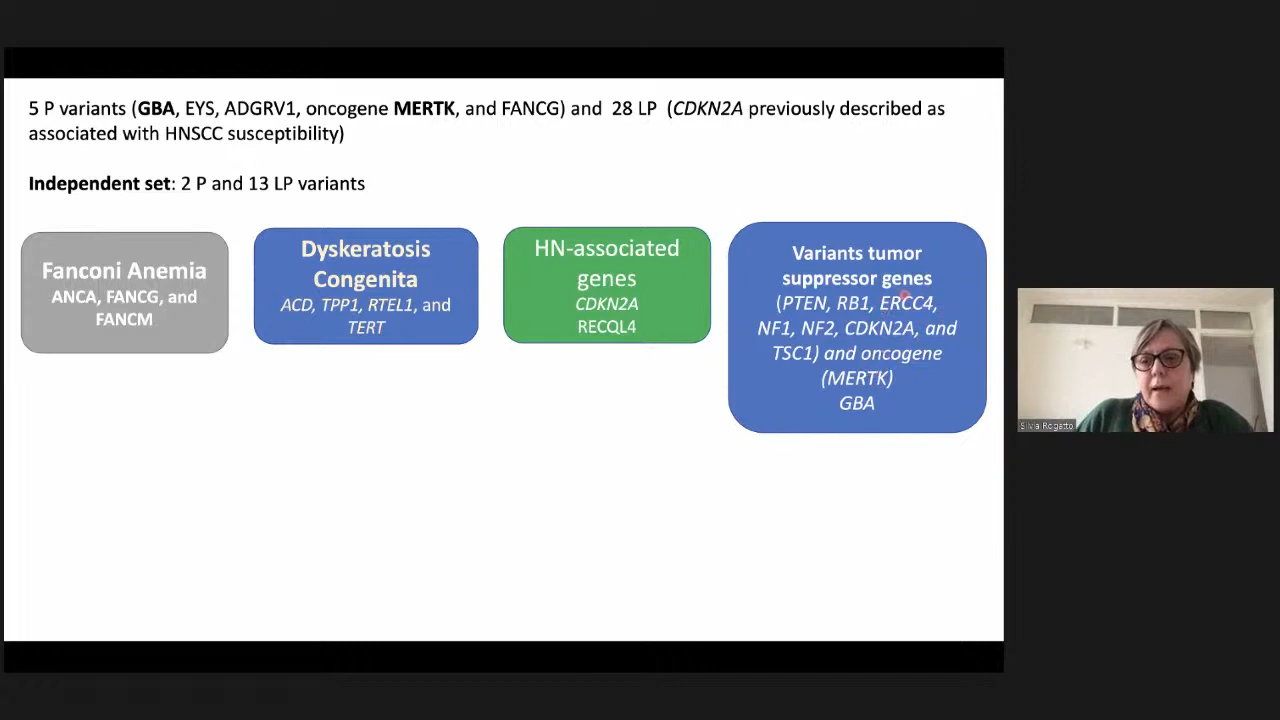 5 P variants (GBA, EYS, ADGRV1, oncogene MERTK, and FANCG) and 28 LP (CDKN2A previously described as
associated with HNSCC susceptibility)
Independent set: 2 P and 13 LP variants
Fanconi Anemia
ANCA, FANCG, and
FANCM
Dyskeratosis
Congenita
ACD, TPP1, RTEL1, and
TERT
HN-associated
genes
CDKN2A
RECQL4
Variants tumor
suppressor genes
(PTEN, RB1, ERCC4,
NF1, NF2, CDKN2A, and
TSC1) and oncogene
(MERTK)
GBA
Silvia Rogatto